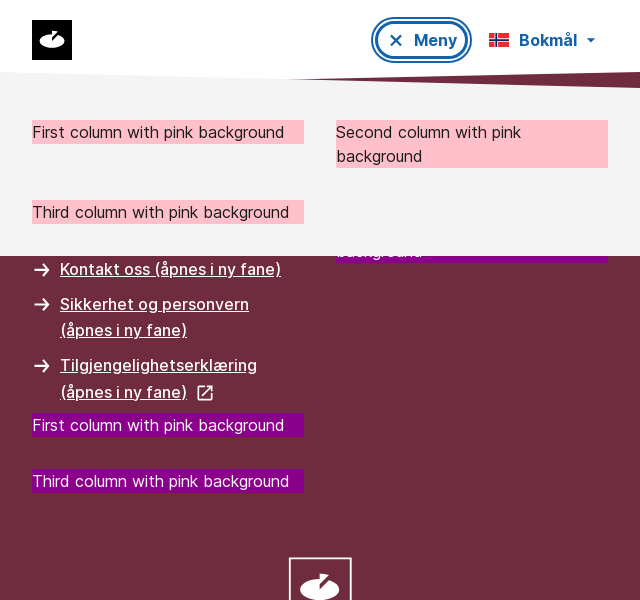 Meny
Bokmål
First column with pink background
Second column with pink
background
Third column with pink background
Kontakt oss (åpnes i ny fane)
Sikkerhet og personvern
(åpnes i ny fane)
Tilgjengelighetserklæring
(åpnes i ny fane)
First column with pink background
Third column with pink background